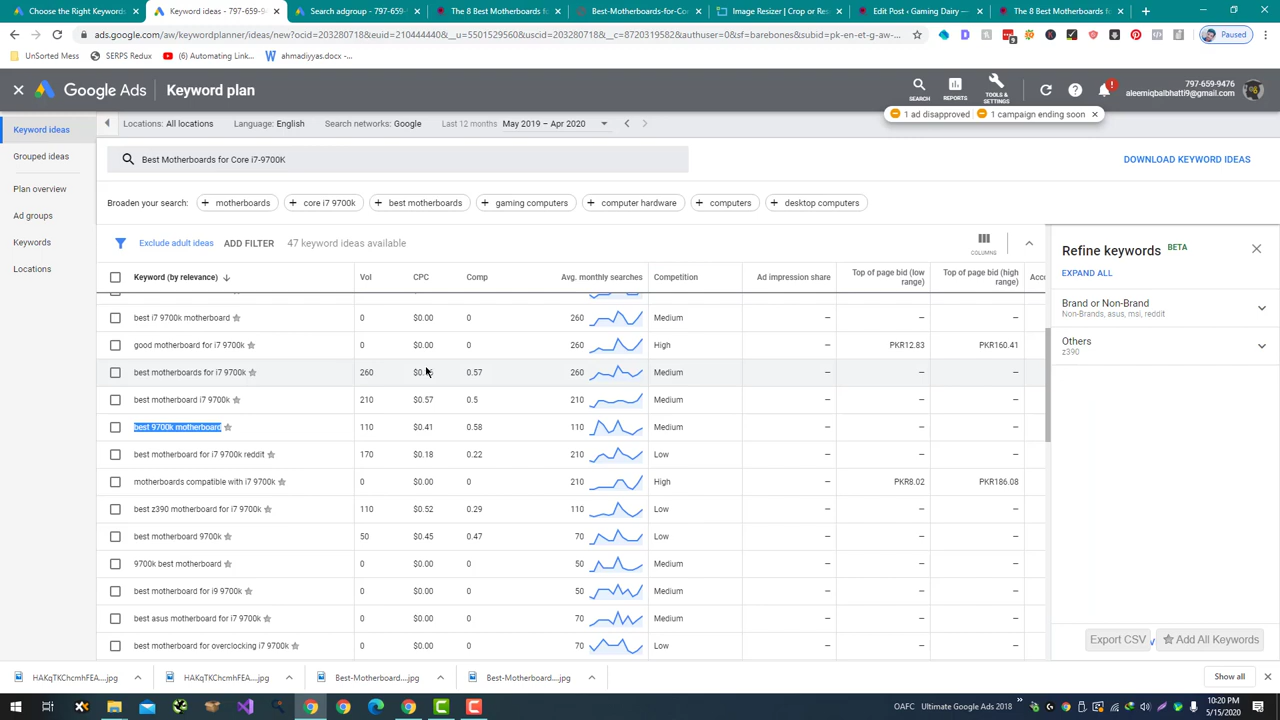 Choose the Right Keywords
Keyword ideas - 797-659-9
Search adgroup - 797-659-
The 8 Best Motherboards for
Best-Motherboards-for-Co
Image Resizer | Crop or Res
Edit Post ‹ Gaming Dairy —
The 8 Best Motherboards fo
ads.google.com/aw/keywordplanner/ideas/new?ocid=203280718&euid=210444440&__u=5501529560&uscid=203280718&__c=8720319582&authuser=0&sf=barebones&subid=pk-en-et-g-aw-...
Paused
UnSorted Mess
SERPS Redux
(6) Automating Link...
ahmadiyyas.docx -...
Google Ads
Keyword plan
SEARCH
REPORTS
TOOLS & SETTINGS
797-659-9476
aleemiqbalbhatti9@gmail.com
1 ad disapproved
1 campaign ending soon
Keyword ideas
Grouped ideas
Plan overview
Ad groups
Keywords
Locations
Locations: All loc
Language: English
Search networks: Google
Last 12 months
May 2019 – Apr 2020
Best Motherboards for Core i7-9700K
DOWNLOAD KEYWORD IDEAS
Broaden your search:
+ motherboards
+ core i7 9700k
+ best motherboards
+ gaming computers
+ computer hardware
+ computers
+ desktop computers
Exclude adult ideas
ADD FILTER
47 keyword ideas available
COLUMNS
Keyword (by relevance) Vol CPC Comp Avg. monthly searches Competition Ad impression share Top of page bid (low range) Top of page bid (high range) Acco
best i7 9700k motherboard 0 $0.00 0 260 Medium – – –
good motherboard for i7 9700k 0 $0.00 0 260 High – PKR12.83 PKR160.41
best motherboards for i7 9700k 260 0.57 260 Medium – – –
best motherboard i7 9700k 210 $0.57 0.5 210 Medium – – –
best 9700k motherboard 110 $0.41 0.58 110 Medium – – –
best motherboard for i7 9700k reddit 170 $0.18 0.22 210 Low – – –
motherboards compatible with i7 9700k 0 $0.00 0 210 High – PKR8.02 PKR186.08
best z390 motherboard for i7 9700k 110 $0.52 0.29 110 Low – – –
best motherboard 9700k 50 $0.45 0.47 70 Low – – –
9700k best motherboard 0 $0.00 0 50 Medium – – –
best motherboard for i9 9700k 0 $0.00 0 50 Medium – – –
best asus motherboard for i7 9700k 0 $0.00 0 70 Medium – – –
best motherboard for overclocking i7 9700k 0 $0.00 0 70 Low – – –
Refine keywords BETA
EXPAND ALL
Brand or Non-Brand
Non-Brands, asus, msi, reddit
Others
z390
Export CSV
Add All Keywords
HAKqTKChcmhFEA....jpg
HAKqTKChcmhFEA....jpg
Best-Motherboard....jpg
Best-Motherboard....jpg
Show all
OAFC
Ultimate Google Ads 2018
10:20 PM
5/15/2020